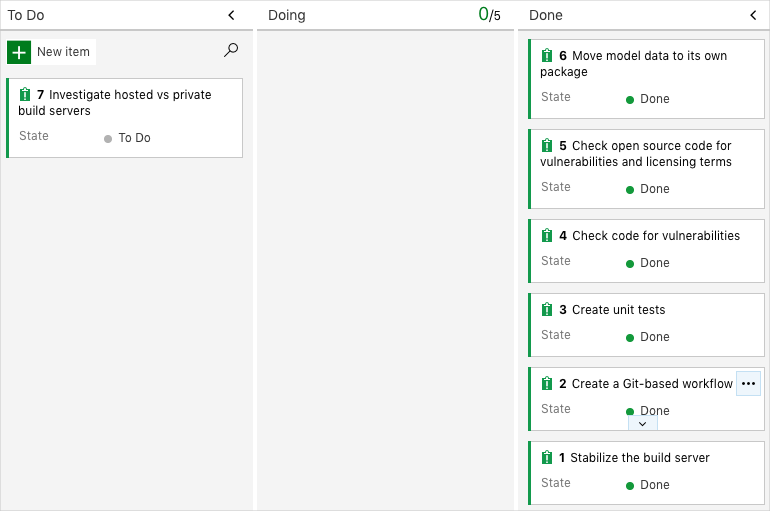 To Do
New item
7 Investigate hosted vs private
build servers
State To Do
Doing 0/5
Done
6 Move model data to its own
package
State Done
5 Check open source code for
vulnerabilities and licensing terms
State Done
4 Check code for vulnerabilities
State Done
3 Create unit tests
State Done
2 Create a Git-based workflow
State Done
1 Stabilize the build server
State Done